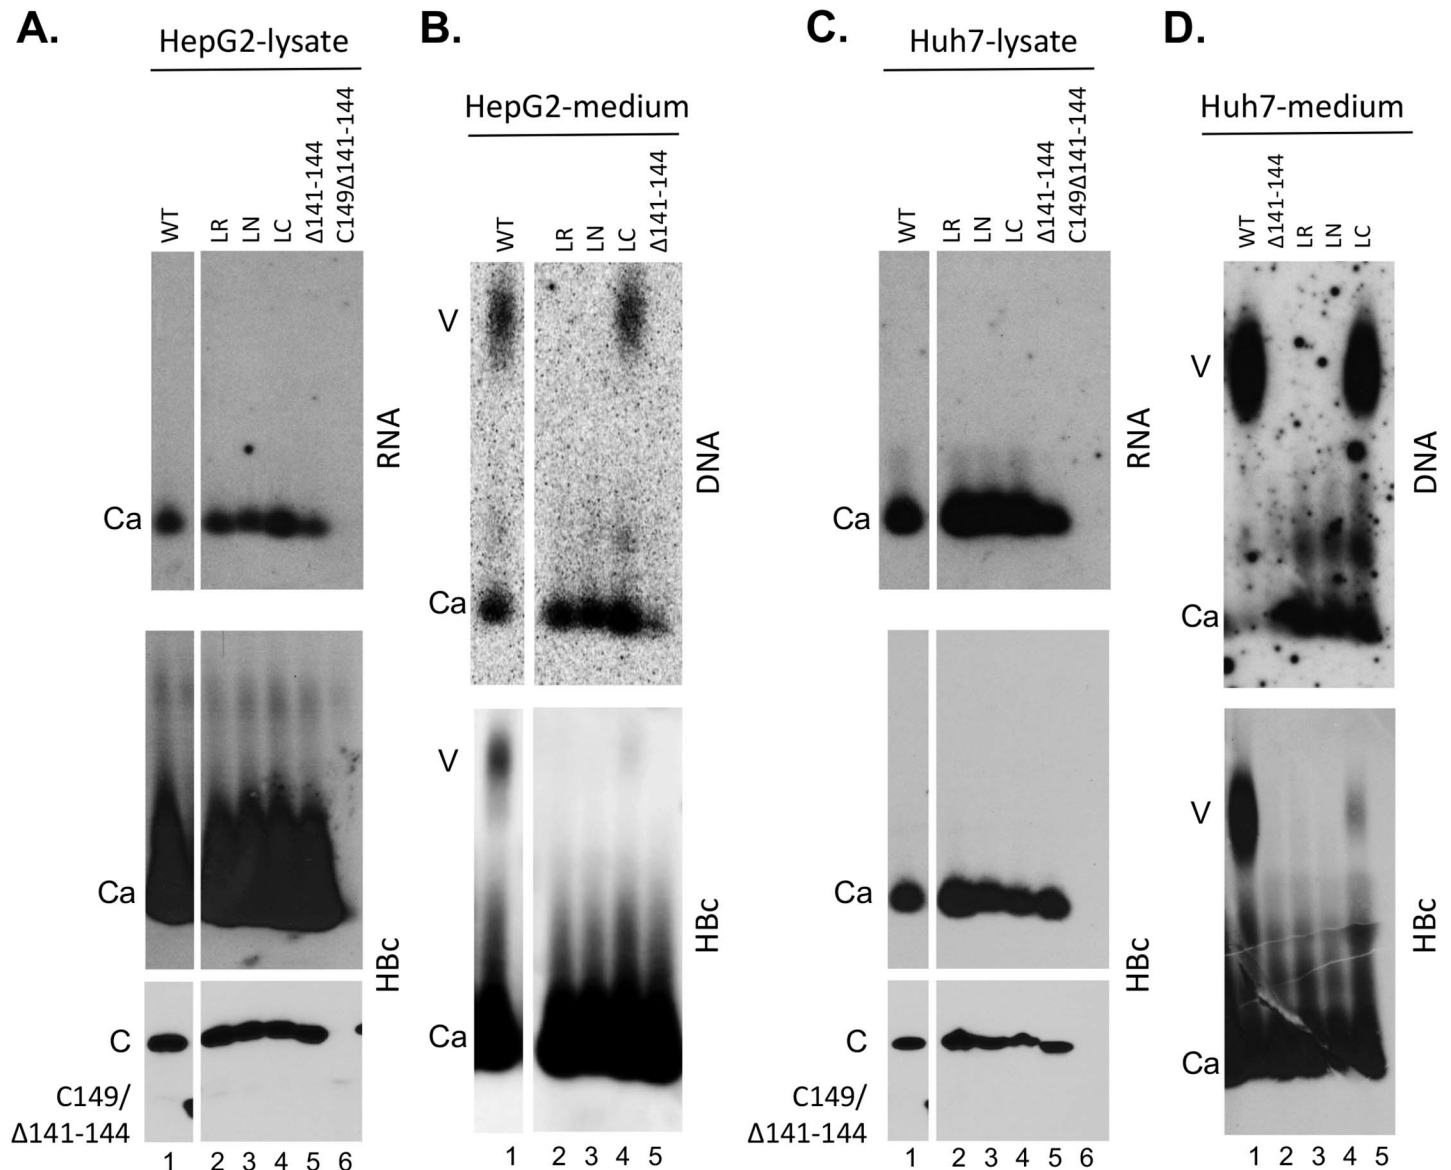 A.
HepG2-lysate
WT
LR
LN
LC
Δ141-144
C149Δ141-144
Ca
RNA
Ca
HBc
C
C149/
Δ141-144
1 2 3 4 5 6
B.
HepG2-medium
WT
LR
LN
LC
Δ141-144
V
DNA
Ca
V
HBc
Ca
1 2 3 4 5
C.
Huh7-lysate
WT
LR
LN
LC
Δ141-144
C149Δ141-144
Ca
RNA
Ca
HBc
C
C149/
Δ141-144
1 2 3 4 5 6
D.
Huh7-medium
WT
Δ141-144
LR
LN
LC
V
DNA
Ca
V
HBc
Ca
1 2 3 4 5